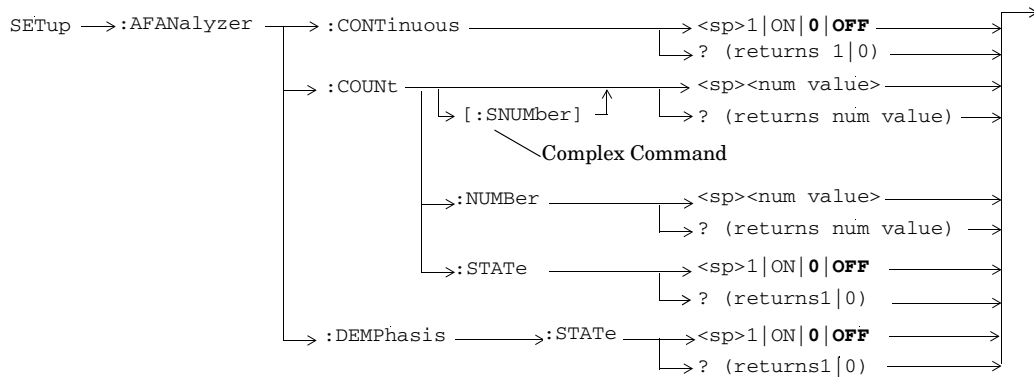 SETup :AFANalyzer :CONTinuous <sp>1|ON|0|OFF
? (returns 1|0)
:COUNt <sp><num value>
[:SNUMber] ? (returns num value)
Complex Command
:NUMBer <sp><num value>
? (returns num value)
:STATe <sp>1|ON|0|OFF
? (returns1|0)
:DEMPhasis :STATe <sp>1|ON|0|OFF
? (returns1|0)